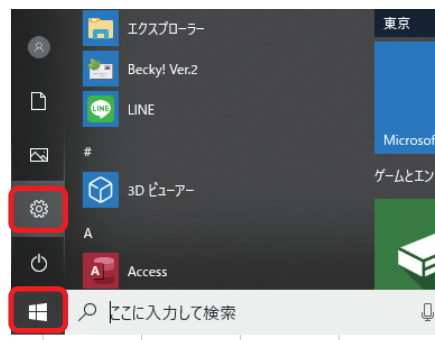 エクスプローラー
東京
Becky! Ver.2
LINE
LINE
Microsof
#
ゲームとエン
3D ビューアー
A
A
Access
ここに入力して検索